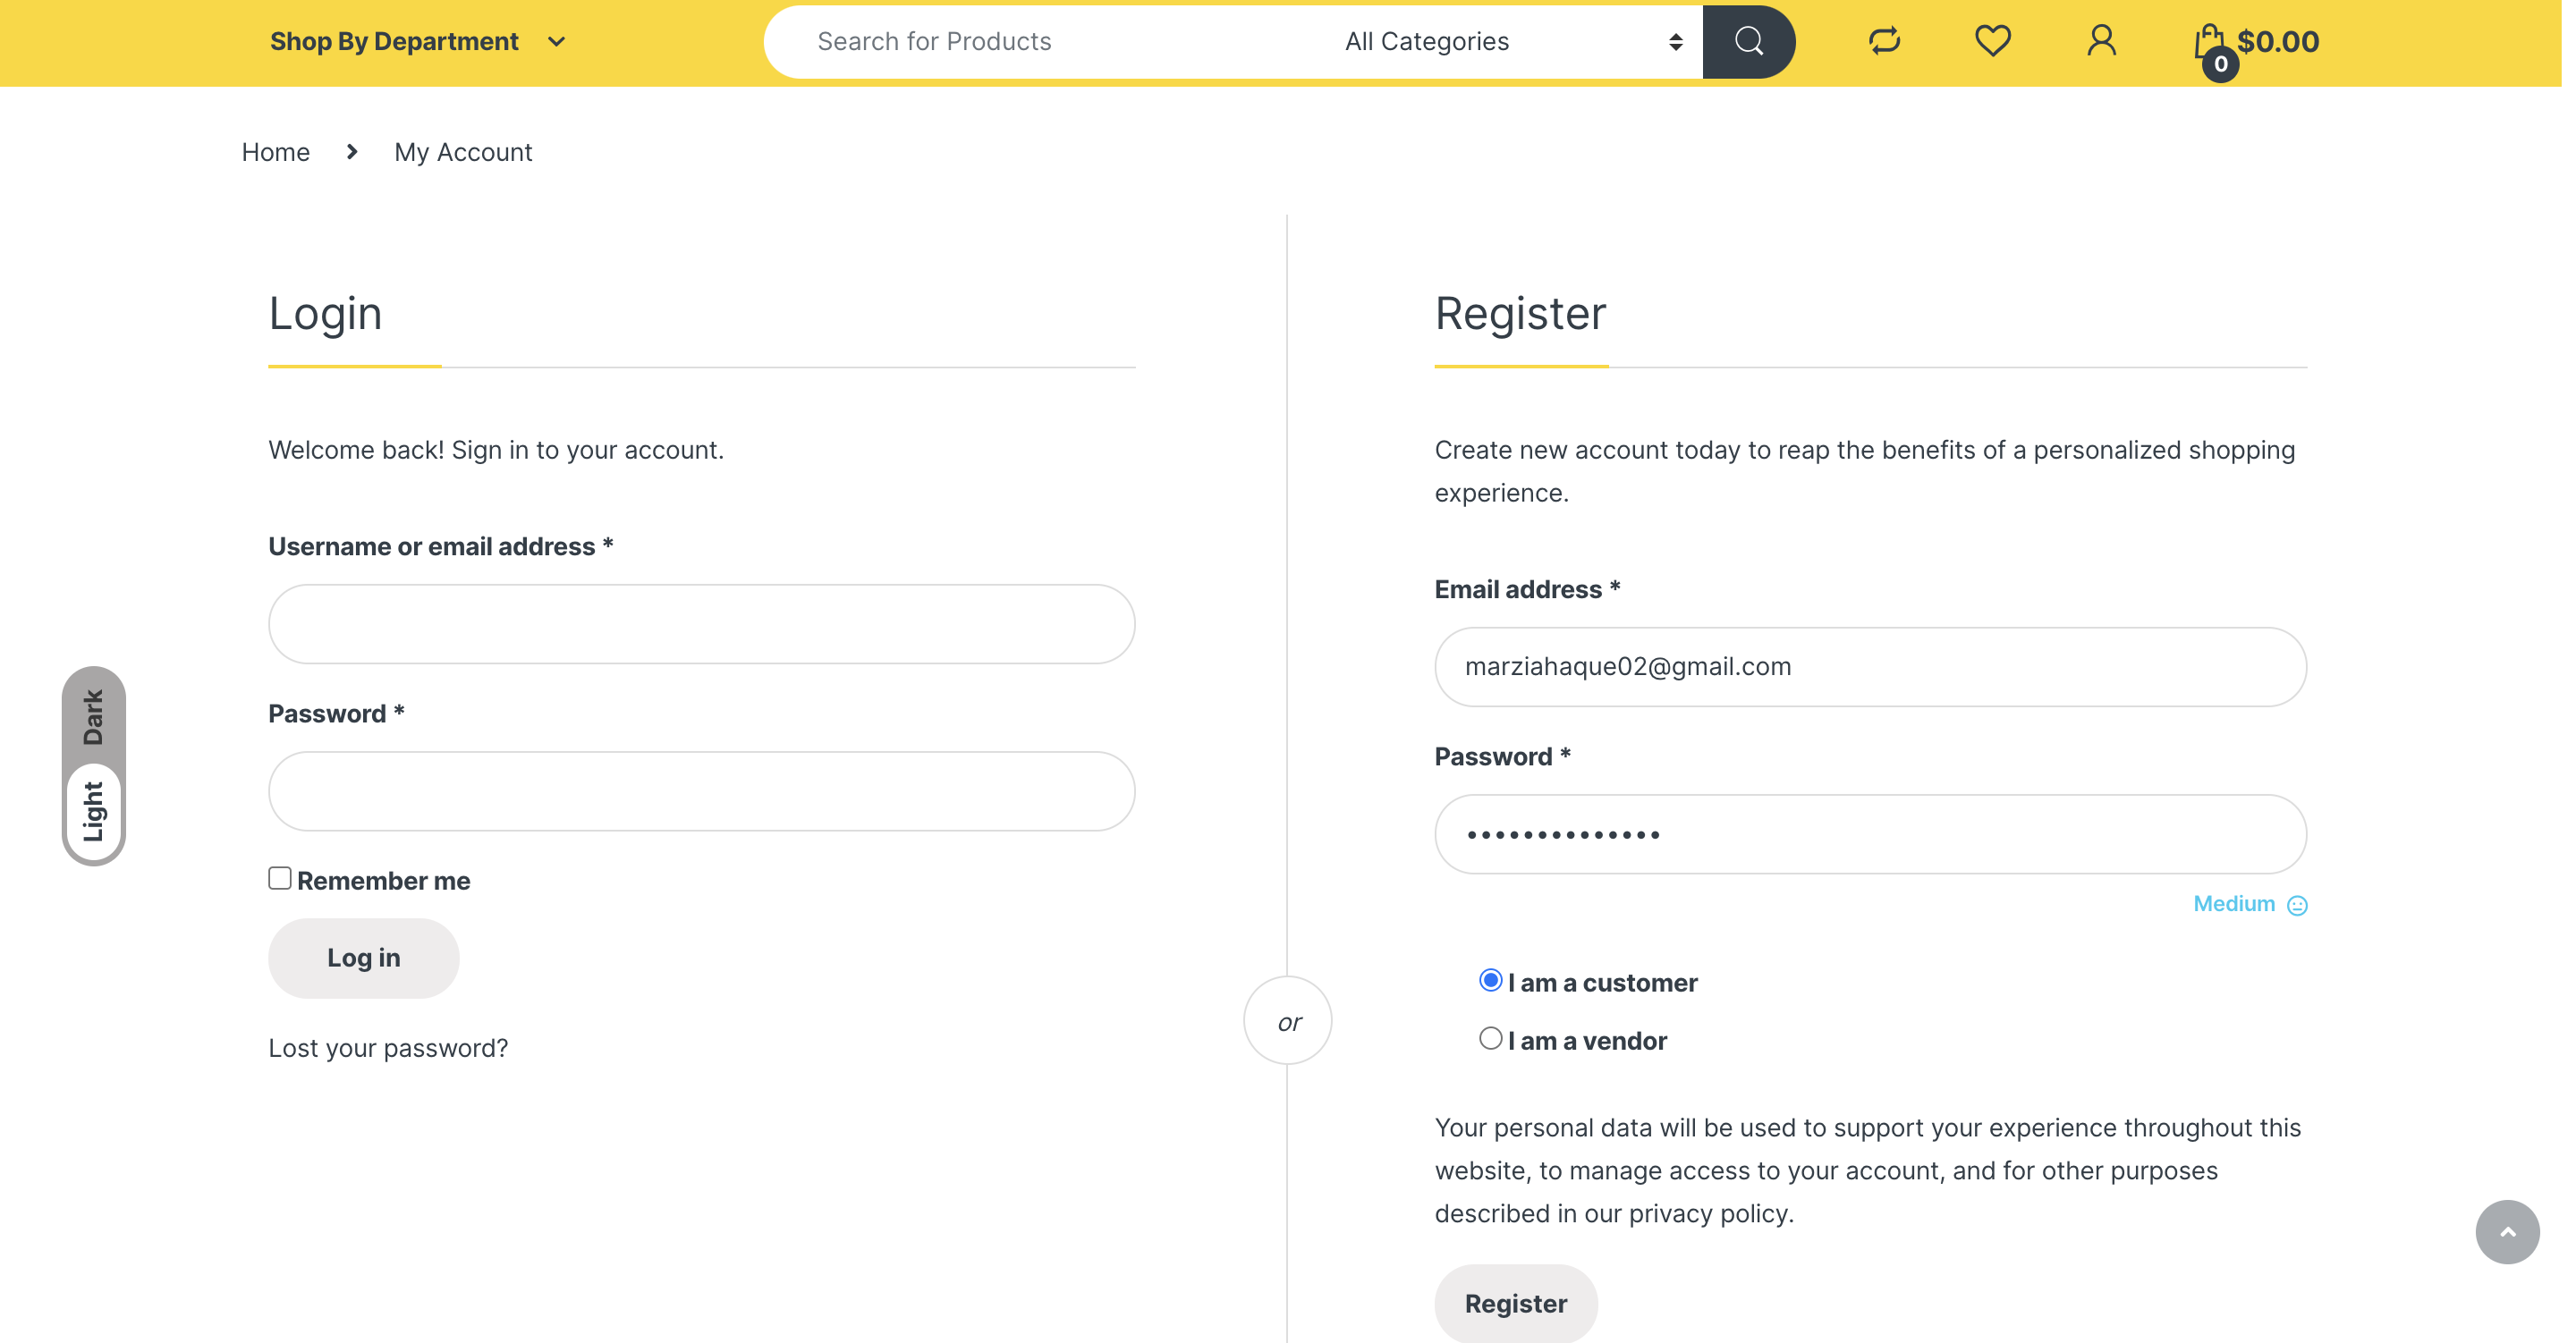 Shop By Department
Search for Products
All Categories
0
$0.00
Home
My Account
Login
Welcome back! Sign in to your account.
Username or email address *
Password *
Remember me
Log in
Lost your password?
Dark
Light
or
Register
Create new account today to reap the benefits of a personalized shopping
experience.
Email address *
marziahaque02@gmail.com
Password *
••••••••••••••
Medium
I am a customer
I am a vendor
Your personal data will be used to support your experience throughout this
website, to manage access to your account, and for other purposes
described in our privacy policy.
Register